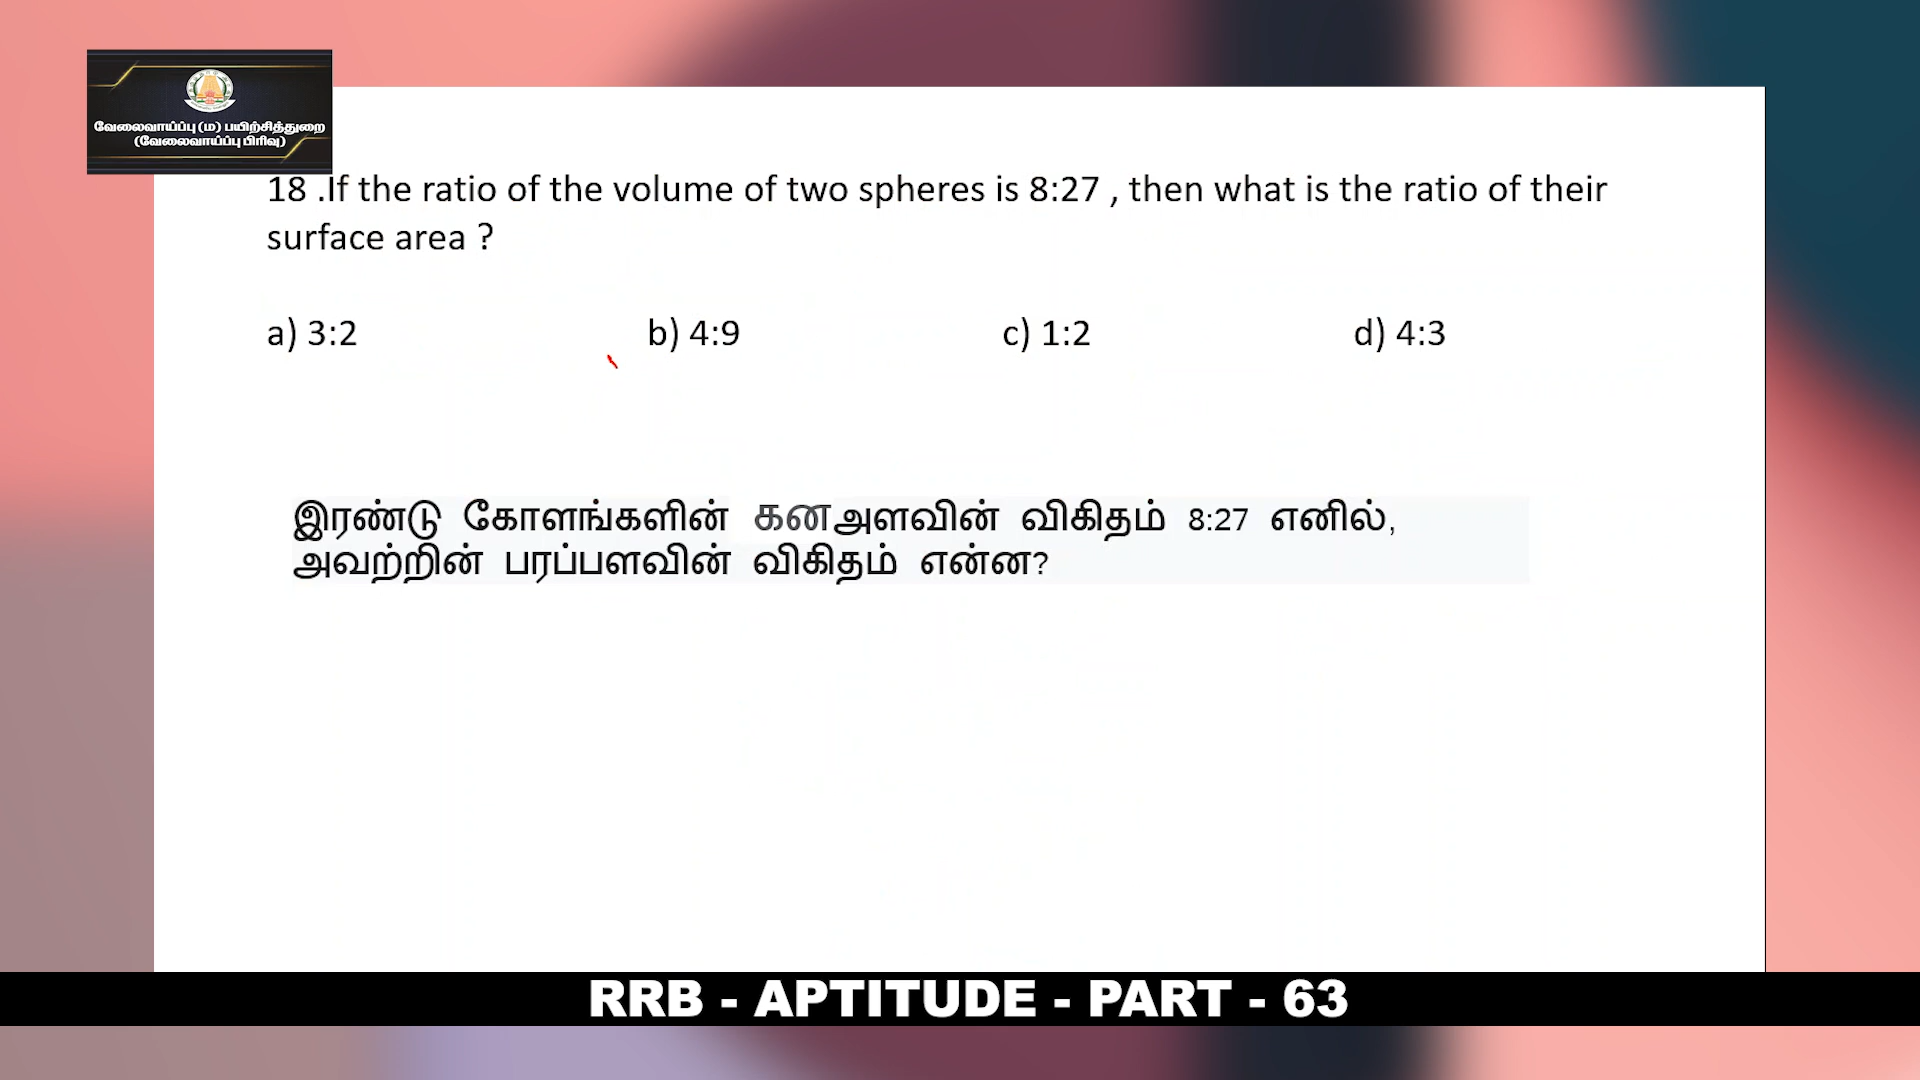 வேலைவாய்ப்பு (ம) பயிற்சித்துறை
(வேலைவாய்ப்பு பிரிவு)
18 .If the ratio of the volume of two spheres is 8:27 , then what is the ratio of their
surface area ?
a) 3:2 b) 4:9 c) 1:2 d) 4:3
இரண்டு கோளங்களின் கனஅளவின் விகிதம் 8:27 எனில்,
அவற்றின் பரப்பளவின் விகிதம் என்ன?
RRB - APTITUDE - PART - 63